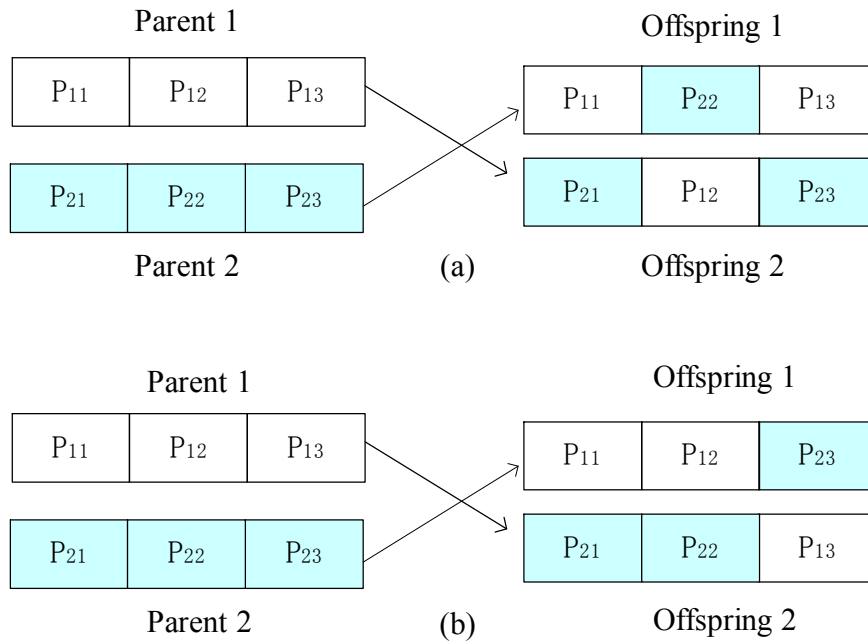 Parent 1
Offspring 1
P₁₁ P₁₂ P₁₃
P₁₁ P₂₂ P₁₃
P₂₁ P₂₂ P₂₃
P₂₁ P₁₂ P₂₃
Parent 2
(a)
Offspring 2
Parent 1
Offspring 1
P₁₁ P₁₂ P₁₃
P₁₁ P₁₂ P₂₃
P₂₁ P₂₂ P₂₃
P₂₁ P₂₂ P₁₃
Parent 2
(b)
Offspring 2